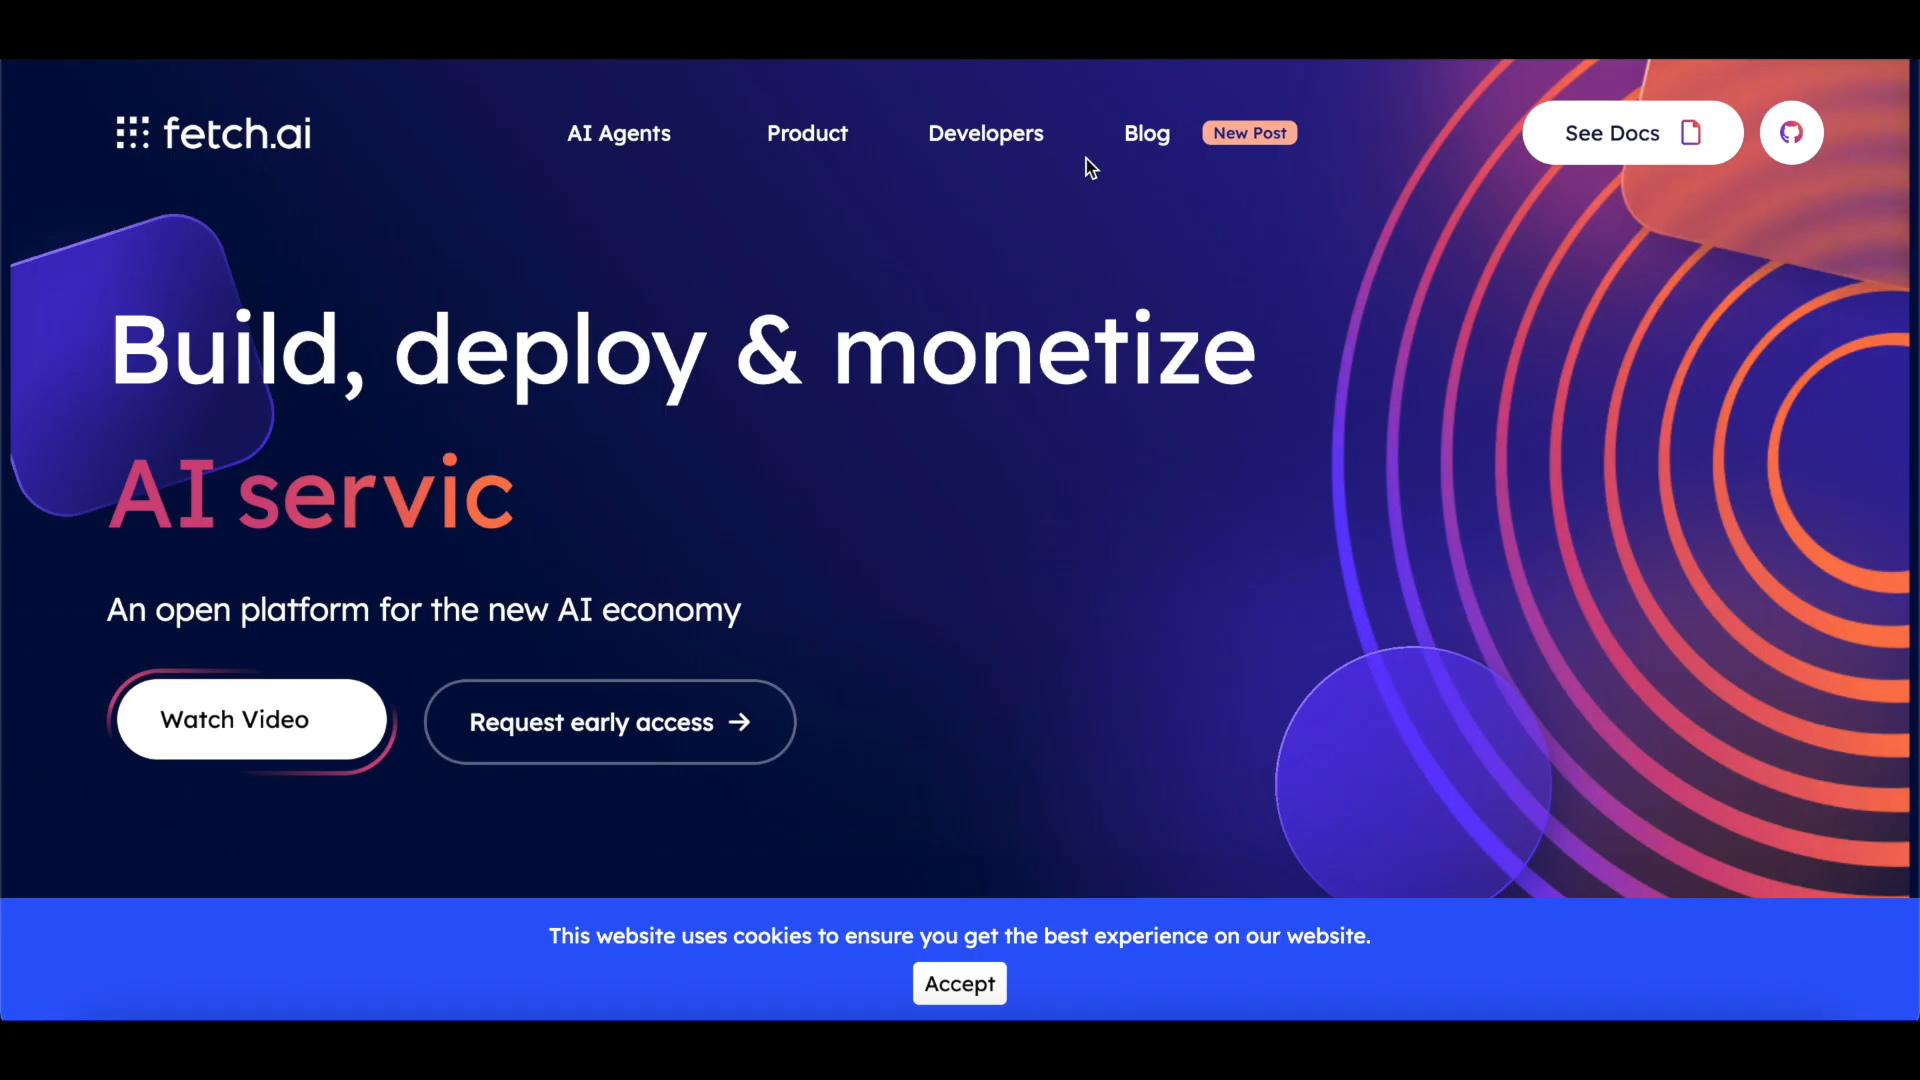 fetch.ai
AI Agents
Product
Developers
Blog
New Post
See Docs
Build, deploy & monetize
AI servic
An open platform for the new AI economy
Watch Video
Request early access →
This website uses cookies to ensure you get the best experience on our website.
Accept